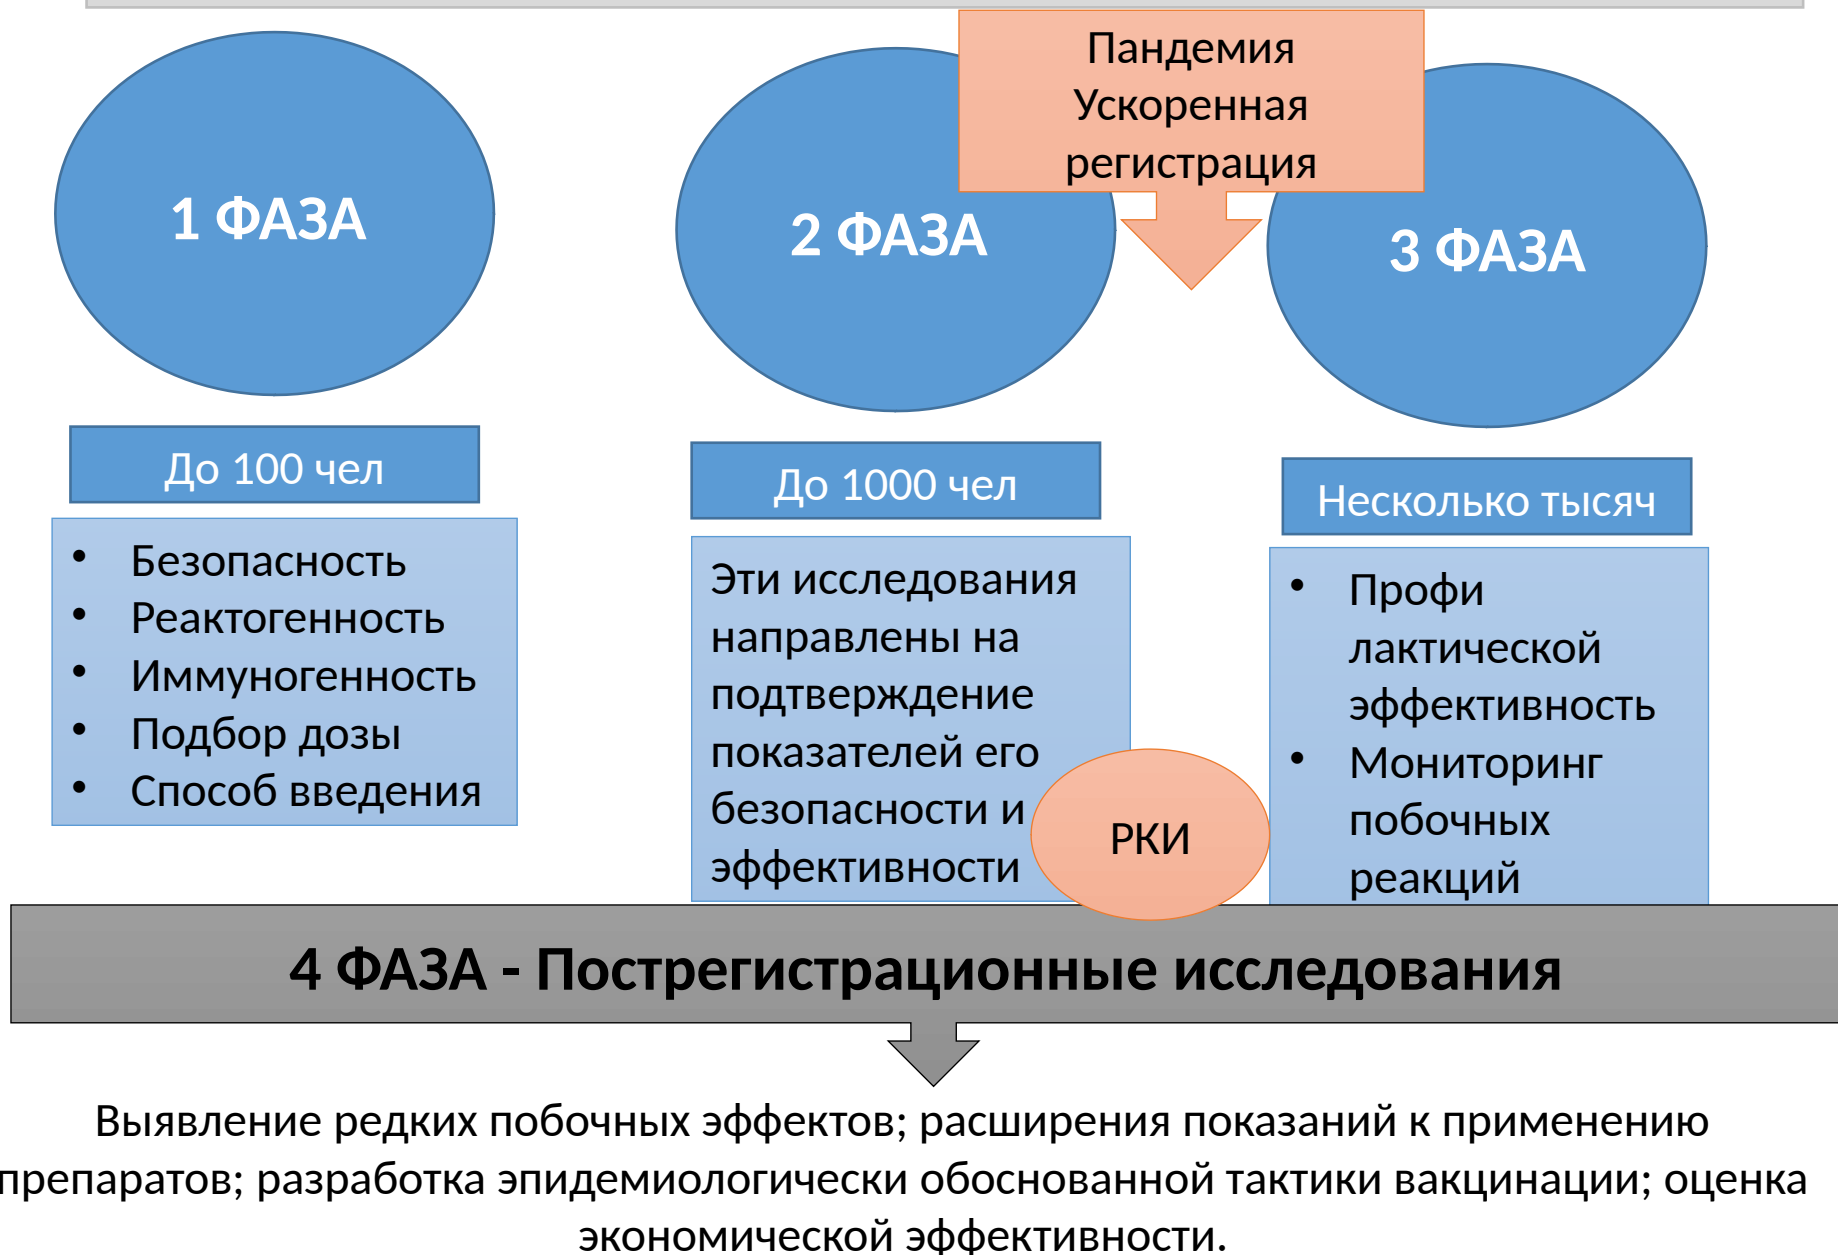 Пандемия
Ускоренная
регистрация
1 ФАЗА
2 ФАЗА
3 ФАЗА
До 100 чел
До 1000 чел
Несколько тысяч
• Безопасность
• Реактогенность
• Иммуногенность
• Подбор дозы
• Способ введения
Эти исследования
направлены на
подтверждение
показателей его
безопасности и
эффективности
• Профи
лактической
эффективность
• Мониторинг
побочных
реакций
РКИ
4 ФАЗА - Пострегистрационные исследования
Выявление редких побочных эффектов; расширения показаний к применению
препаратов; разработка эпидемиологически обоснованной тактики вакцинации; оценка
экономической эффективности.